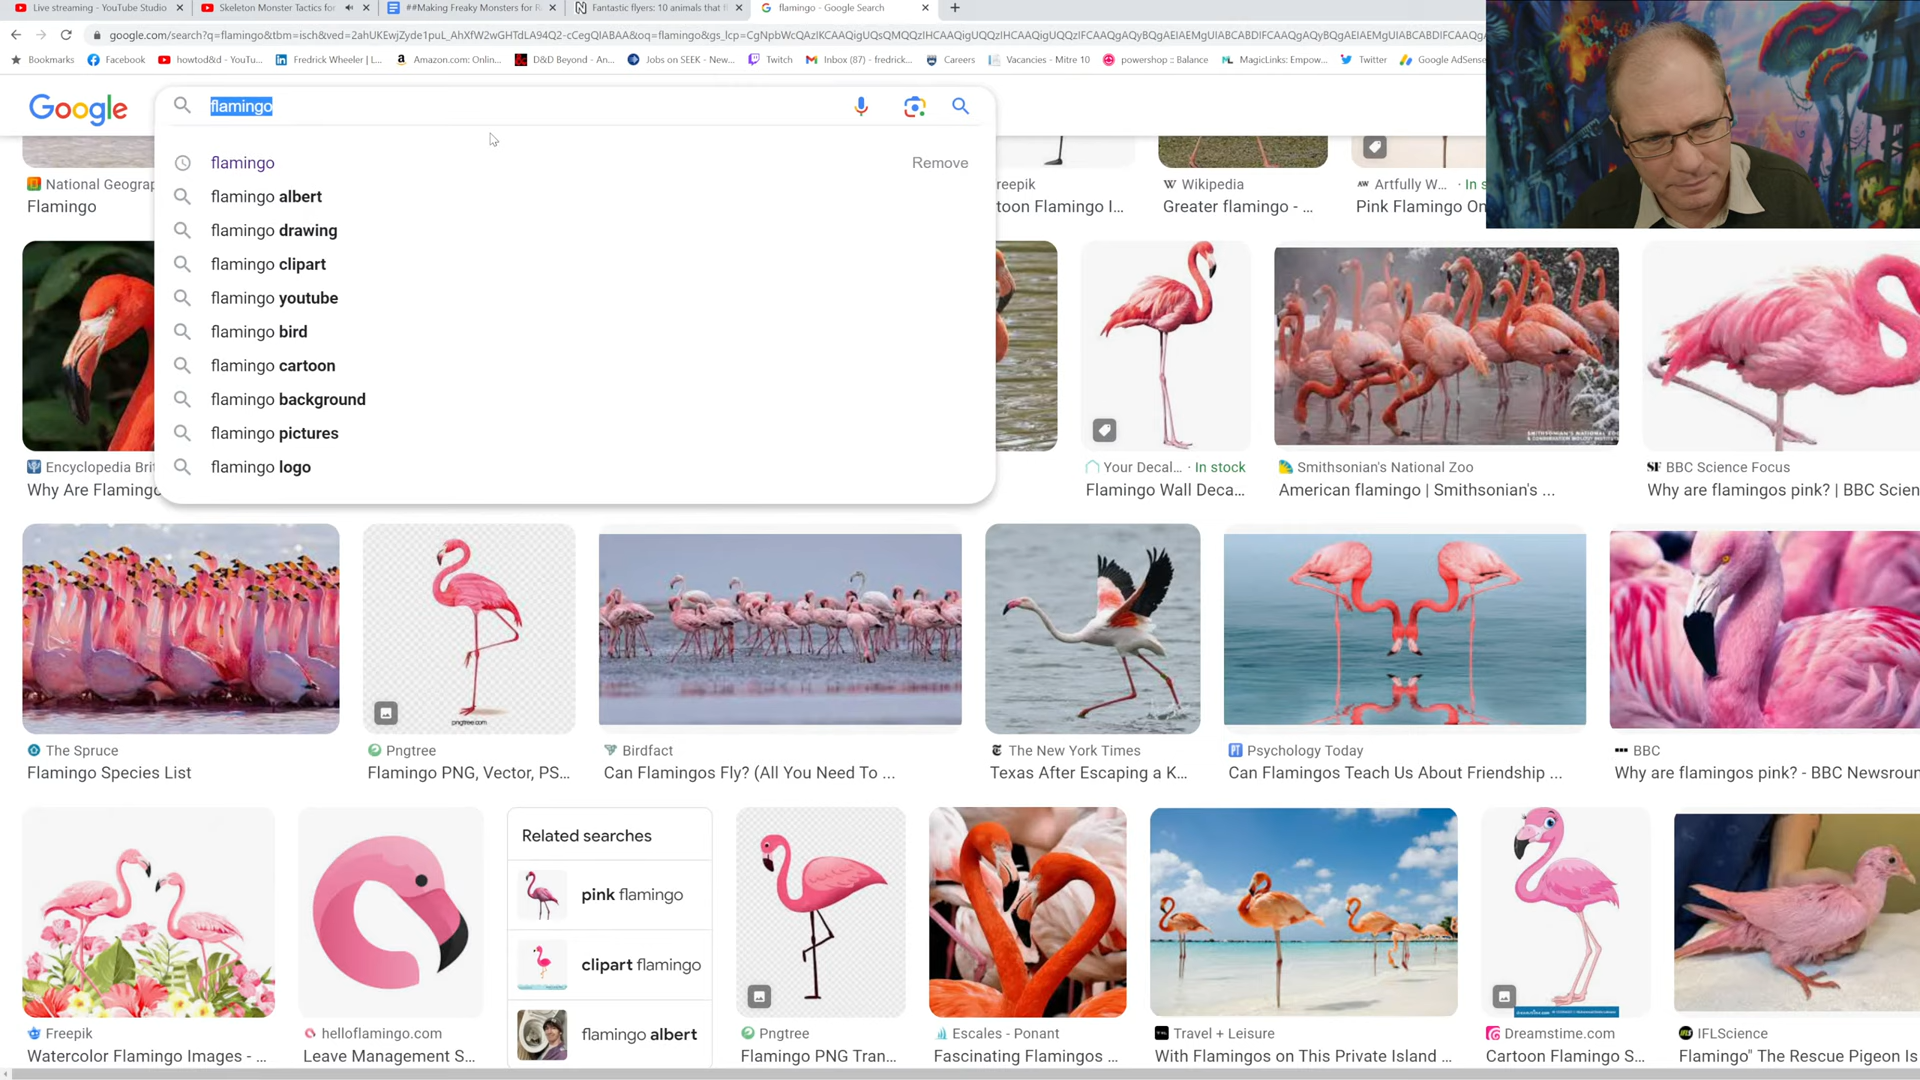 Live streaming - YouTube Studio
Skeleton Monster Tactics for
##Making Freaky Monsters for R
Fantastic flyers: 10 animals that f
flamingo - Google Search
Bookmarks
Facebook
howtod&d - YouTu...
Fredrick Wheeler | L...
Amazon.com: Onlin...
D&D Beyond - An...
Jobs on SEEK - New...
Twitch
Inbox (87) - fredrick...
Careers
Vacancies - Mitre 10
powershop :: Balance
MagicLinks: Empow...
Twitter
Google AdSense
Google
flamingo
flamingo
Remove
flamingo albert
flamingo drawing
flamingo clipart
flamingo youtube
flamingo bird
flamingo cartoon
flamingo background
flamingo pictures
flamingo logo
National Geograp
Flamingo
reepik
toon Flamingo I...
Wikipedia
Greater flamingo - ...
Artfully W... · In s
Pink Flamingo On
Encyclopedia Brit
Why Are Flamingo
Your Decal... · In stock
Flamingo Wall Deca...
Smithsonian's National Zoo
American flamingo | Smithsonian's ...
BBC Science Focus
Why are flamingos pink? | BBC Scien
The Spruce
Flamingo Species List
pngtree.com
Pngtree
Flamingo PNG, Vector, PS...
Birdfact
Can Flamingos Fly? (All You Need To ...
The New York Times
Texas After Escaping a K...
Psychology Today
Can Flamingos Teach Us About Friendship ...
BBC
Why are flamingos pink? - BBC Newsroun
Freepik
Watercolor Flamingo Images - ...
helloflamingo.com
Leave Management S...
Related searches
pink flamingo
clipart flamingo
flamingo albert
Pngtree
Flamingo PNG Tran...
Escales - Ponant
Fascinating Flamingos ...
Travel + Leisure
With Flamingos on This Private Island ...
Dreamstime.com
Cartoon Flamingo S...
IFLScience
Flamingo" The Rescue Pigeon Is